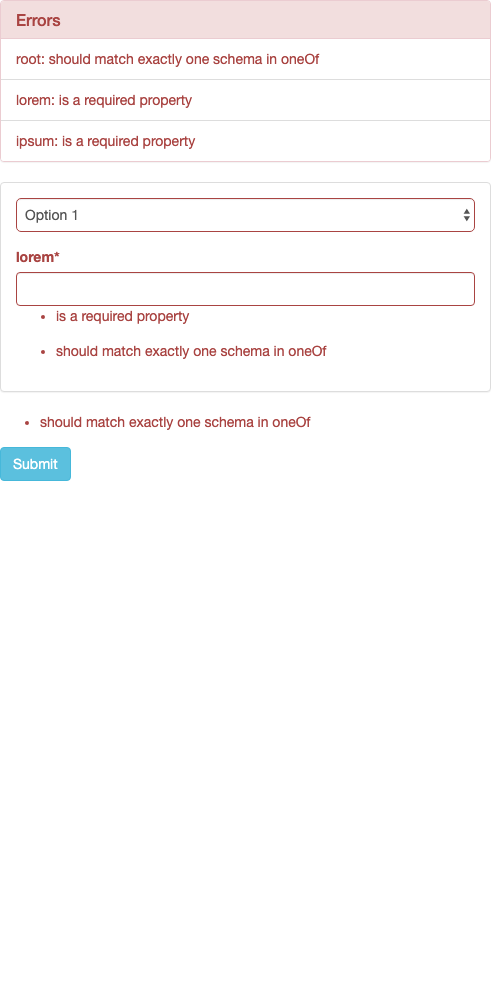 Errors
root: should match exactly one schema in oneOf
lorem: is a required property
ipsum: is a required property
Option 1
lorem*
• is a required property
• should match exactly one schema in oneOf
• should match exactly one schema in oneOf
Submit